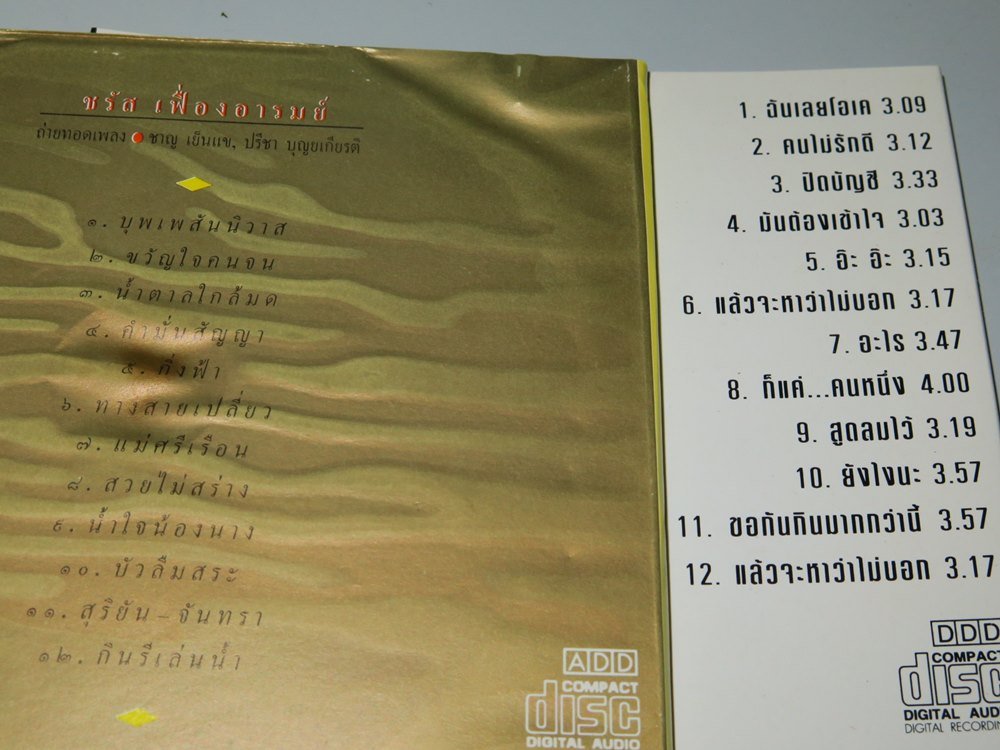 ชรัส เฟื่องอารมย์
ถ่ายทอดเพลง ชาญ เย็นแข, ปรีชา บุญยเกียรติ
๑. บุพเพสันนิวาส
๒. ขวัญใจคนจน
๓. น้ำตาลใกล้มด
๔. คำมั่นสัญญา
๕. กิ่งฟ้า
๖. ทางสายเปลี่ยว
๗. แม่ศรีเรือน
๘. สวยไม่สร่าง
๙. น้ำใจน้องนาง
๑๐. บัวลืมสระ
๑๑. สุริยัน - จันทรา
๑๒. กินรีเล่นน้ำ
ADD
COMPACT
disc
DIGITAL AUDIO
1. ฉันเลยโอเค 3.09
2. คนไม่รักดี 3.12
3. ปิดบัญชี 3.33
4. มันต้องเข้าใจ 3.03
5. อิ๊ะ อิ๊ะ 3.15
6. แล้วจะหาว่าไม่บอก 3.17
7. อะไร 3.47
8. ก็แค่...คนหนึ่ง 4.00
9. สูดลมไว้ 3.19
10. ยังไงนะ 3.57
11. ขอกันกินมากกว่านี้ 3.57
12. แล้วจะหาว่าไม่บอก 3.17
DDD
COMPACT
disc
DIGITAL AUDIO
DIGITAL RECORDIN